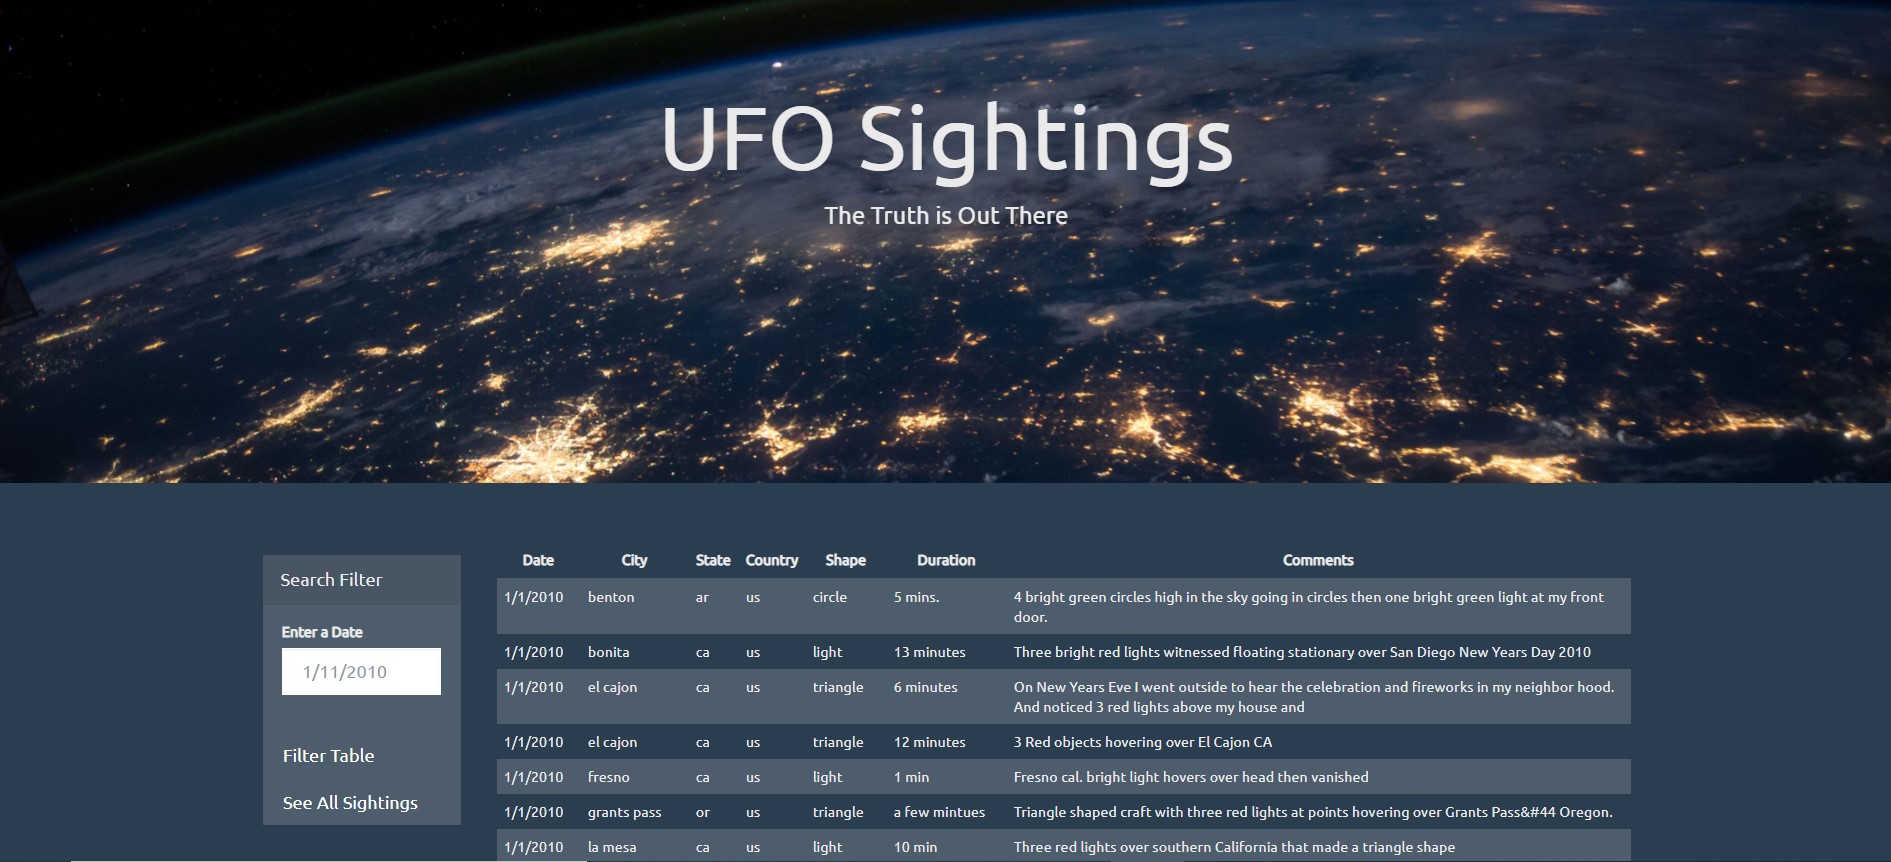 UFO Sightings
The Truth is Out There
Search Filter
Enter a Date
1/11/2010
Filter Table
See All Sightings
Date City State Country Shape Duration Comments
1/1/2010 benton ar us circle 5 mins. 4 bright green circles high in the sky going in circles then one bright green light at my front
door.
1/1/2010 bonita ca us light 13 minutes Three bright red lights witnessed floating stationary over San Diego New Years Day 2010
1/1/2010 el cajon ca us triangle 6 minutes On New Years Eve I went outside to hear the celebration and fireworks in my neighbor hood.
And noticed 3 red lights above my house and
1/1/2010 el cajon ca us triangle 12 minutes 3 Red objects hovering over El Cajon CA
1/1/2010 fresno ca us light 1 min Fresno cal. bright light hovers over head then vanished
1/1/2010 grants pass or us triangle a few mintues Triangle shaped craft with three red lights at points hovering over Grants Pass&#44 Oregon.
1/1/2010 la mesa ca us light 10 min Three red lights over southern California that made a triangle shape